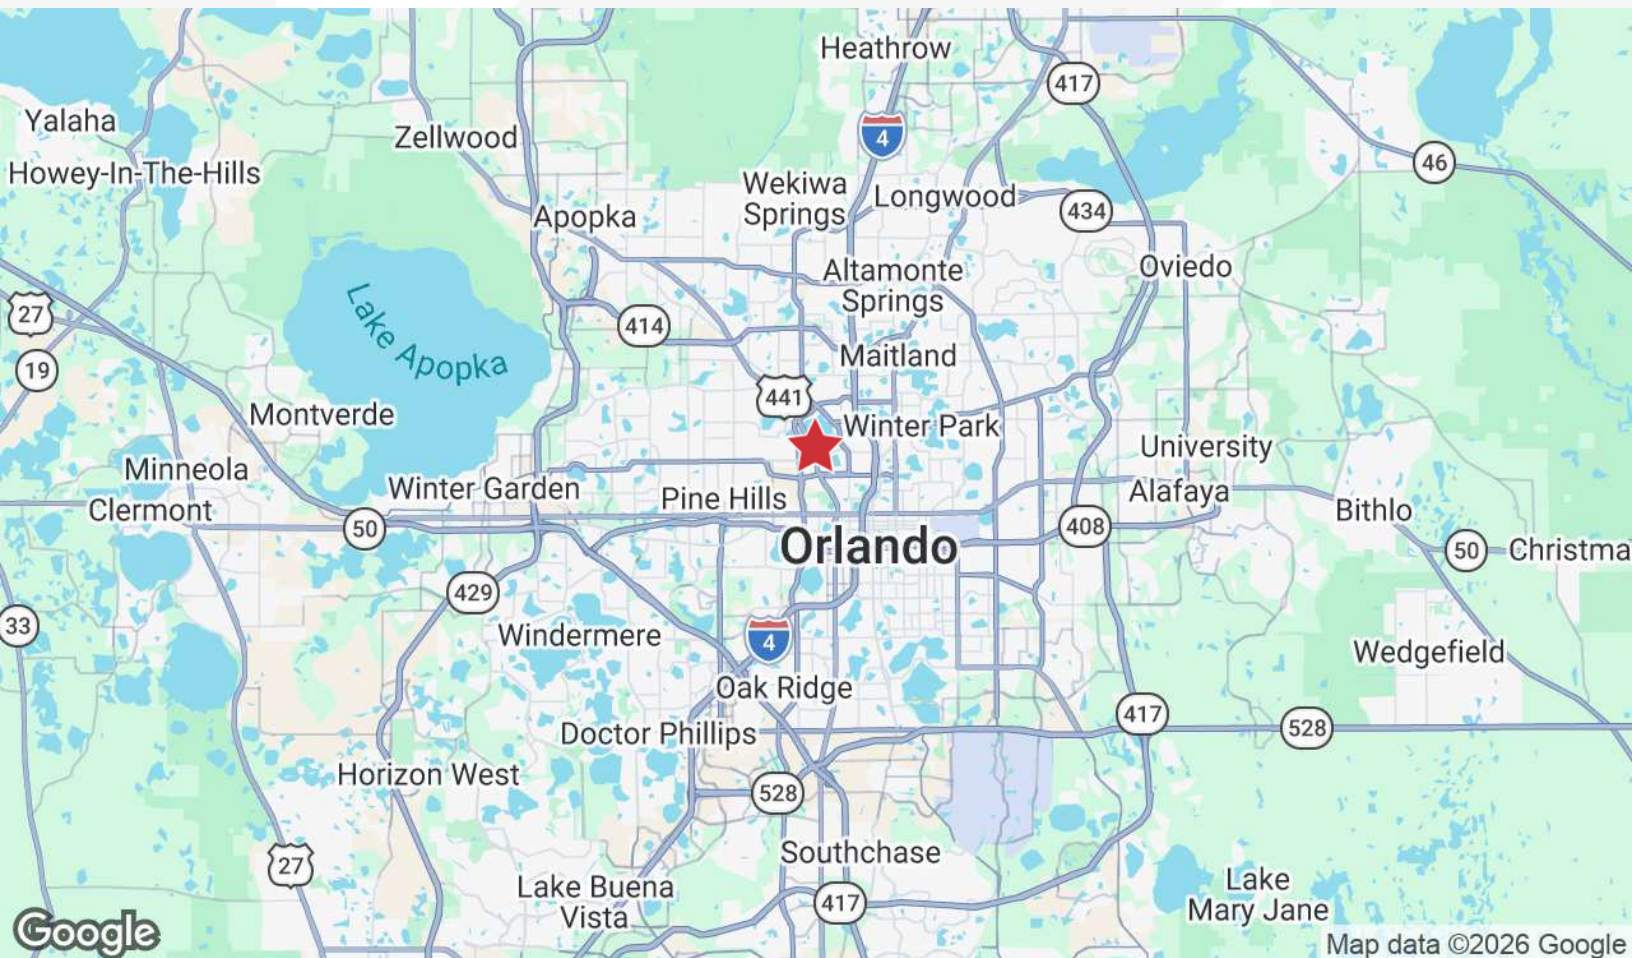 Heathrow
417
4
Yalaha
Zellwood
46
Howey-In-The-Hills
Wekiwa
Springs
Longwood
434
Apopka
Altamonte
Springs
Oviedo
27
Lake Apopka
414
19
Maitland
441
Montverde
Winter Park
University
Minneola
Winter Garden
Pine Hills
Alafaya
Clermont
Bithlo
50
Orlando
408
50
Christma
429
33
Windermere
4
Wedgefield
Oak Ridge
417
528
Doctor Phillips
Horizon West
528
Southchase
27
Lake Buena
Vista
Lake
Mary Jane
417
Google
Map data ©2026 Google